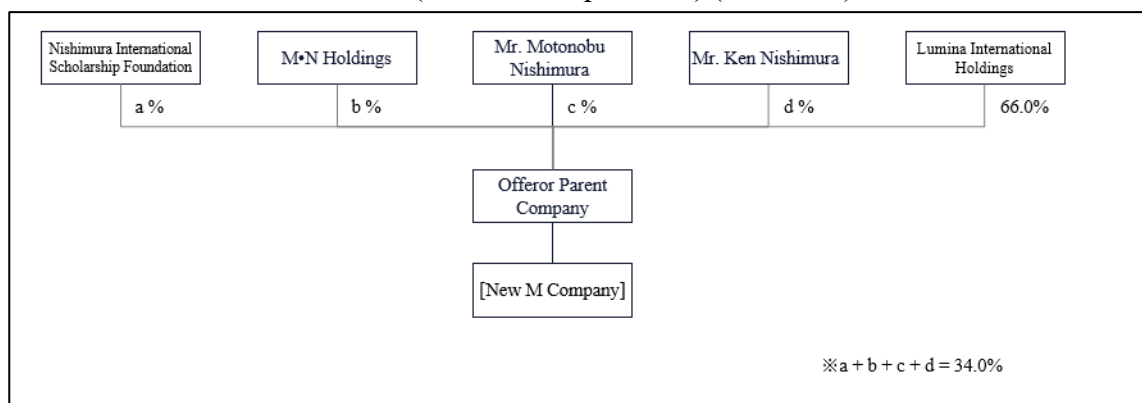 Nishimura International
Scholarship Foundation
M•N Holdings
Mr. Motonobu
Nishimura
Mr. Ken Nishimura
Lumina International
Holdings
a %
b %
c %
d %
66.0%
Offeror Parent
Company
[New M Company]
※a + b + c + d = 34.0%